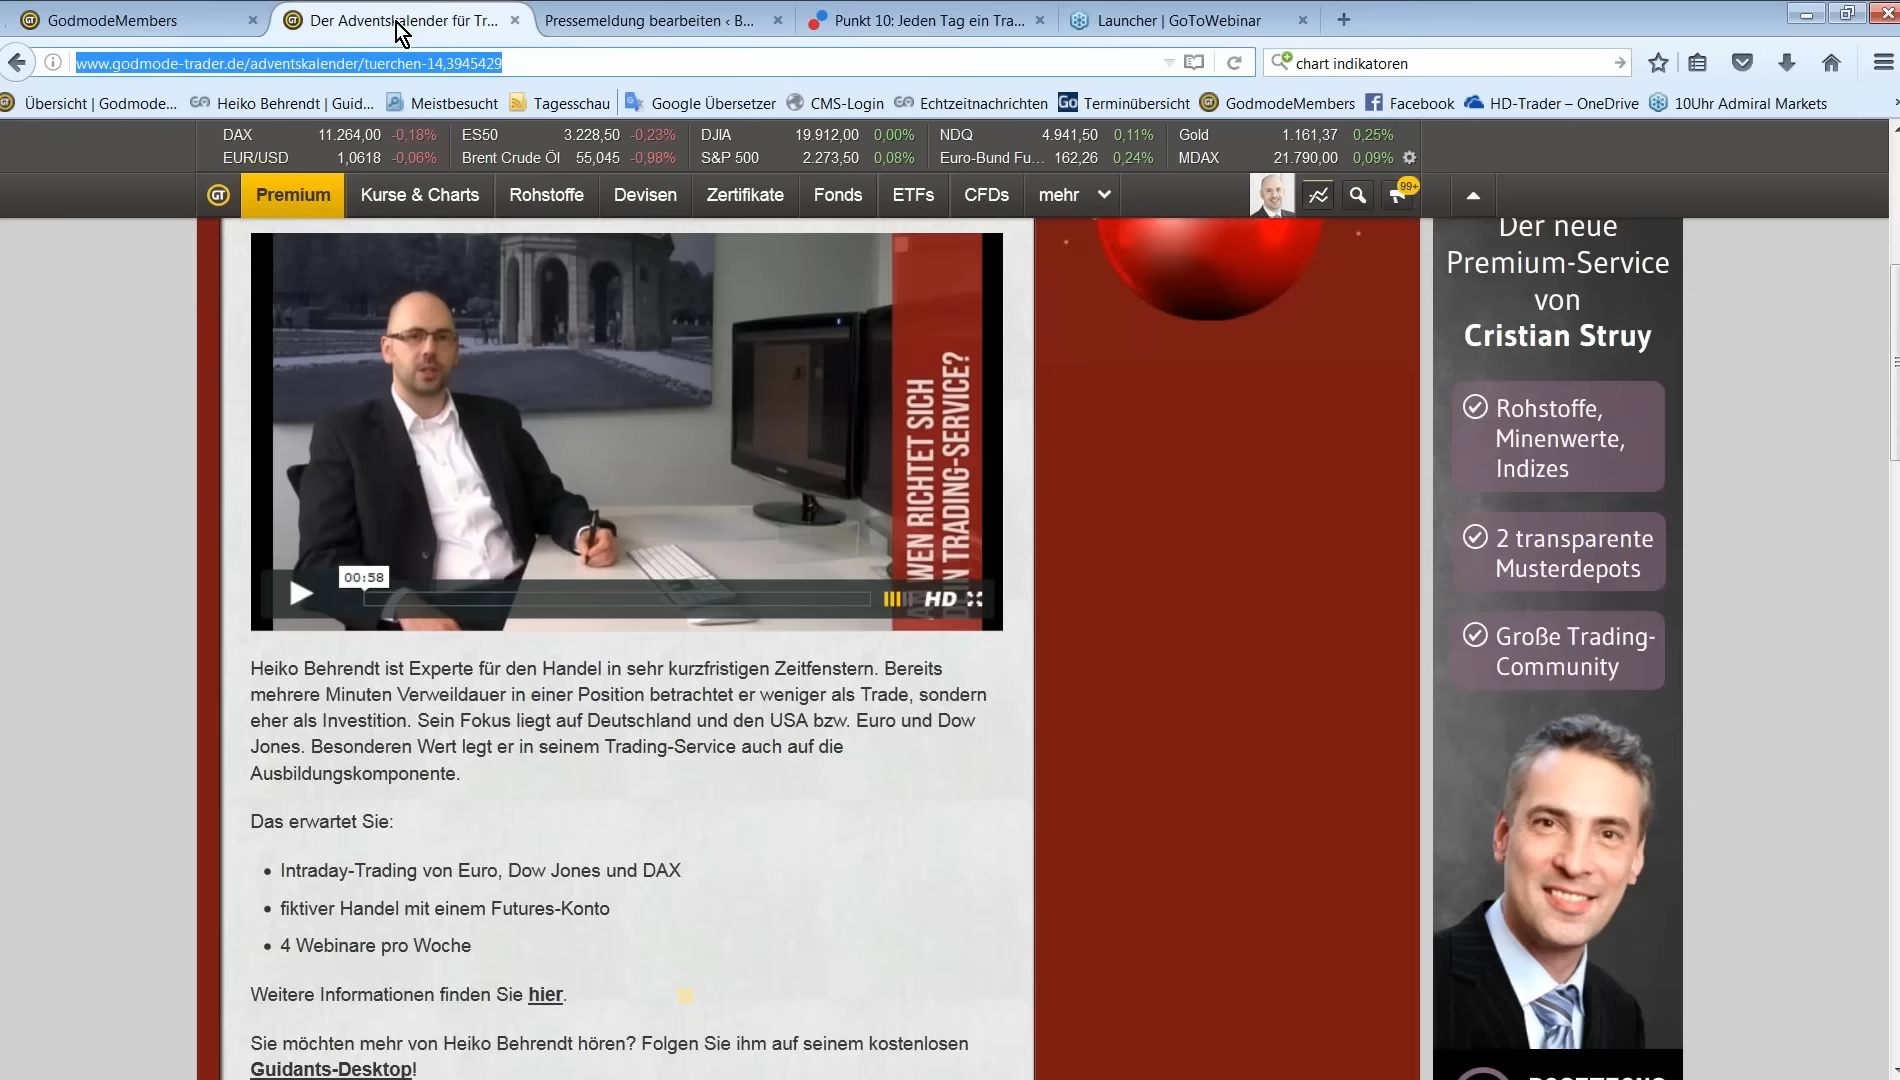 GodmodeMembers
Der Adventskalender für Tr...
Pressemeldung bearbeiten ‹ B...
Punkt 10: Jeden Tag ein Tra...
Launcher | GoToWebinar
www.godmode-trader.de/adventskalender/tuerchen-14,3945429
chart indikatoren
Übersicht | Godmode...
Heiko Behrendt | Guid...
Meistbesucht
Tagesschau
Google Übersetzer
CMS-Login
Echtzeitnachrichten
Go Terminübersicht
GodmodeMembers
Facebook
HD-Trader – OneDrive
10Uhr Admiral Markets
DAX 11.264,00 -0,18% ES50 3.228,50 -0,23% DJIA 19.912,00 0,00% NDQ 4.941,50 0,11% Gold 1.161,37 0,25%
EUR/USD 1,0618 -0,06% Brent Crude Öl 55,045 -0,98% S&P 500 2.273,50 0,08% Euro-Bund Fu... 162,26 0,24% MDAX 21.790,00 0,09%
GT Premium Kurse & Charts Rohstoffe Devisen Zertifikate Fonds ETFs CFDs mehr 99+
WEN RICHTET SICH
TRADING-SERVICE?
00:58
HD
Heiko Behrendt ist Experte für den Handel in sehr kurzfristigen Zeitfenstern. Bereits
mehrere Minuten Verweildauer in einer Position betrachtet er weniger als Trade, sondern
eher als Investition. Sein Fokus liegt auf Deutschland und den USA bzw. Euro und Dow
Jones. Besonderen Wert legt er in seinem Trading-Service auch auf die
Ausbildungskomponente.
Das erwartet Sie:
• Intraday-Trading von Euro, Dow Jones und DAX
• fiktiver Handel mit einem Futures-Konto
• 4 Webinare pro Woche
Weitere Informationen finden Sie hier.
Sie möchten mehr von Heiko Behrendt hören? Folgen Sie ihm auf seinem kostenlosen
Guidants-Desktop!
Der neue
Premium-Service
von
Cristian Struy
Rohstoffe,
Minenwerte,
Indizes
2 transparente
Musterdepots
Große Trading-
Community